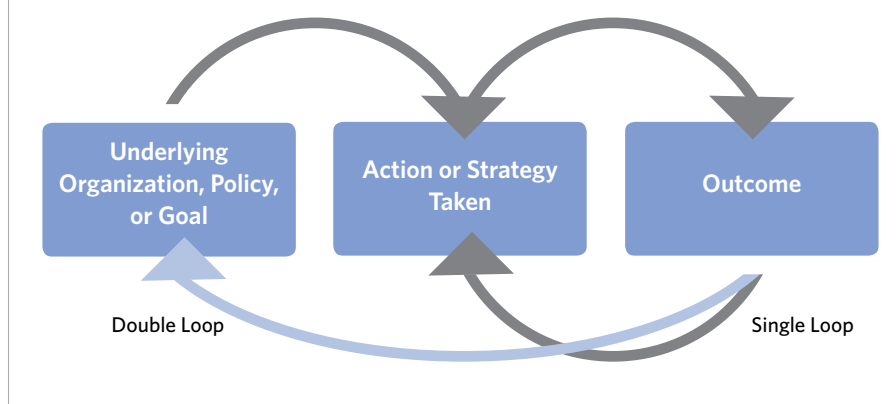 Underlying
Organization, Policy,
or Goal
Action or Strategy
Taken
Outcome
Double Loop
Single Loop